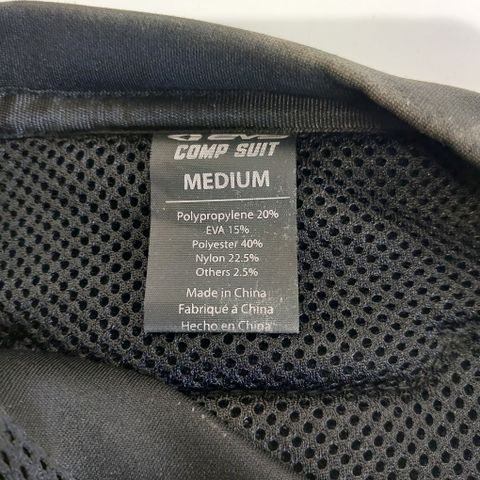 EVS
COMP SUIT
MEDIUM
Polypropylene 20%
EVA 15%
Polyester 40%
Nylon 22.5%
Others 2.5%
Made in China
Fabriqué à China
Hecho en China